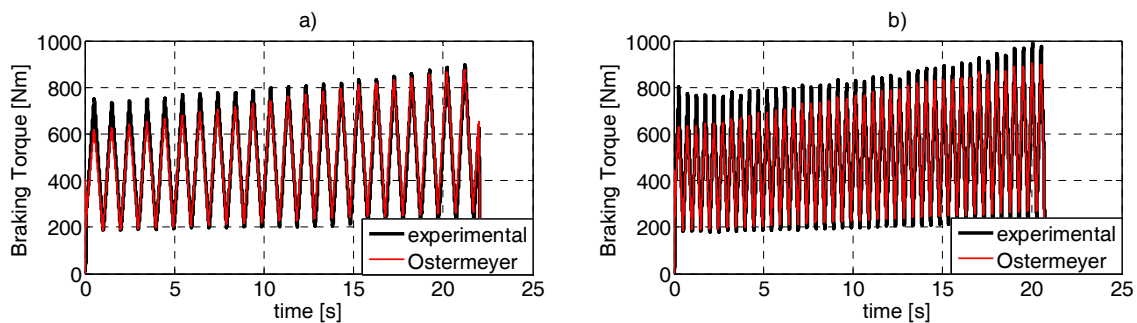 a)
Braking Torque [Nm]
1000
800
600
400
200
0
0 5 10 15 20 25
time [s]
experimental
Ostermeyer
b)
Braking Torque [Nm]
1000
800
600
400
200
0
0 5 10 15 20 25
time [s]
experimental
Ostermeyer